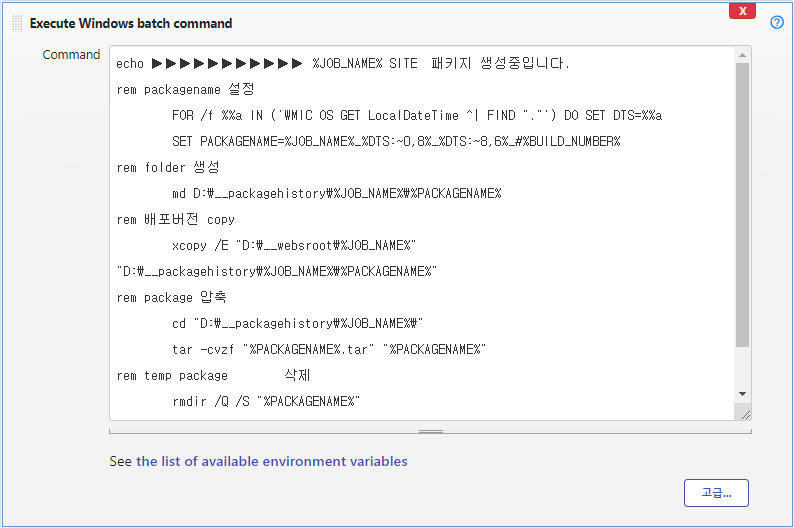 Execute Windows batch command
X
?
Command
echo ▶▶▶▶▶▶▶▶▶▶▶ %JOB_NAME% SITE 패키지 생성중입니다.
rem packagename 설정
FOR /f %%a IN ('WMIC OS GET LocalDateTime ^| FIND "."') DO SET DTS=%%a
SET PACKAGENAME=%JOB_NAME%_%DTS:~0,8%_%DTS:~8,6%_#%BUILD_NUMBER%
rem folder 생성
md D:\__packagehistory\%JOB_NAME%\%PACKAGENAME%
rem 배포버전 copy
xcopy /E "D:\__websroot\%JOB_NAME%"
"D:\__packagehistory\%JOB_NAME%\%PACKAGENAME%"
rem package 압축
cd "D:\__packagehistory\%JOB_NAME%\"
tar -cvzf "%PACKAGENAME%.tar" "%PACKAGENAME%"
rem temp package 삭제
rmdir /Q /S "%PACKAGENAME%"
See the list of available environment variables
고급...